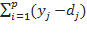 ∑_{i=1}^{p}(y_j − d_j)